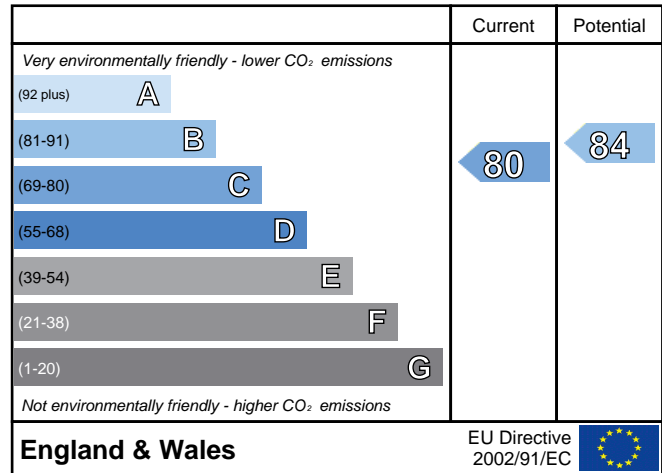 Current Potential
Very environmentally friendly - lower CO₂ emissions
(92 plus) A
(81-91) B
(69-80) C
(55-68) D
(39-54) E
(21-38) F
(1-20) G
80
84
Not environmentally friendly - higher CO₂ emissions
England & Wales
EU Directive
2002/91/EC